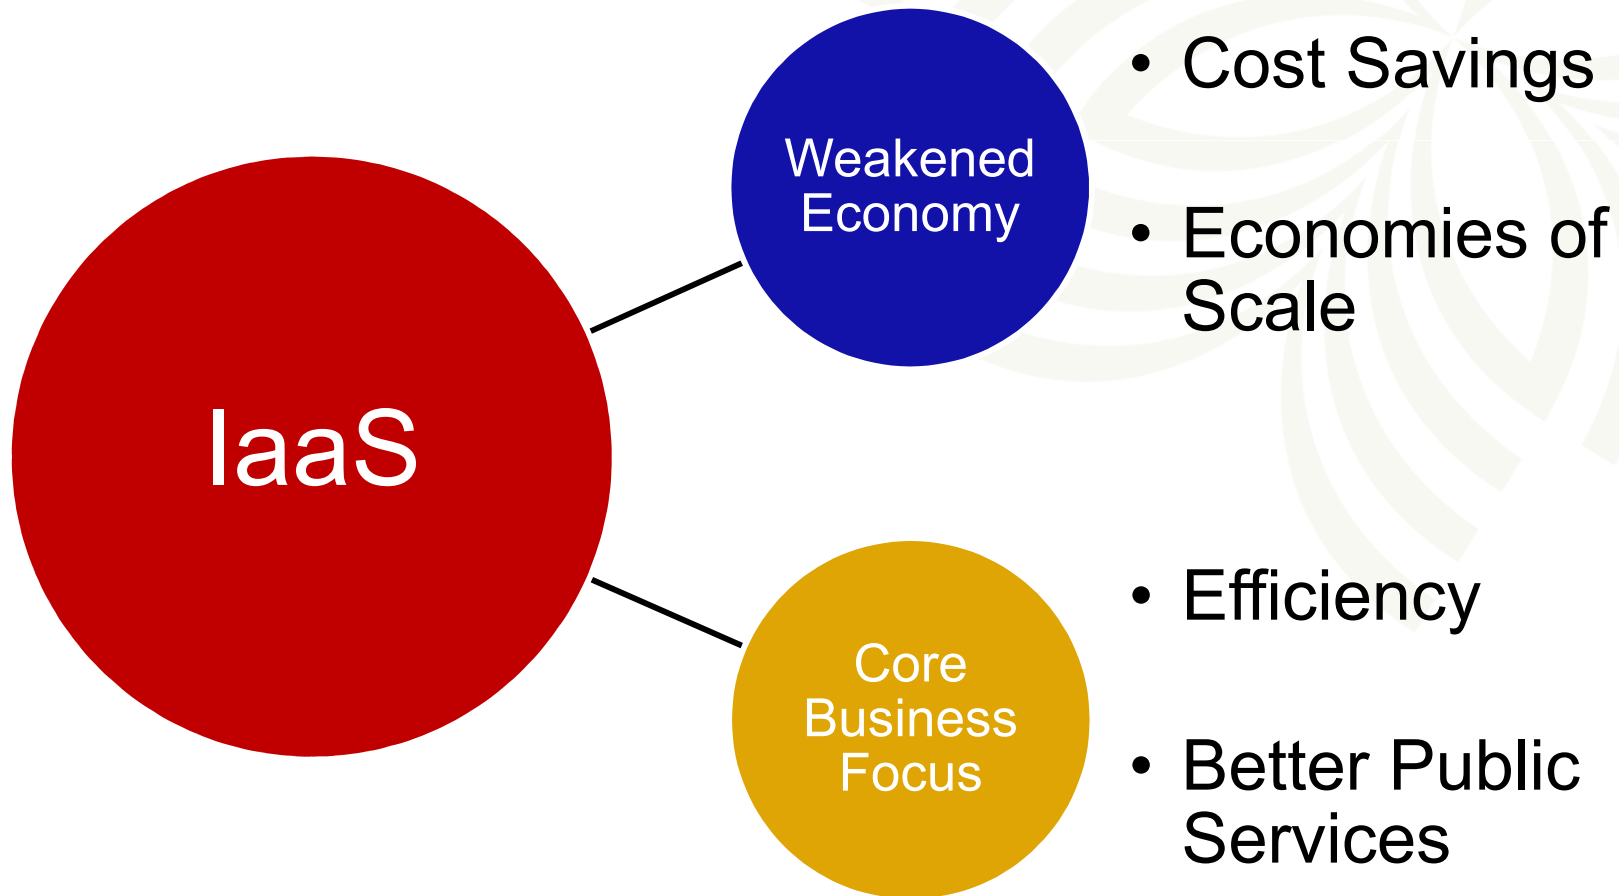 IaaS
Weakened
Economy
• Cost Savings
• Economies of
Scale
Core
Business
Focus
• Efficiency
• Better Public
Services